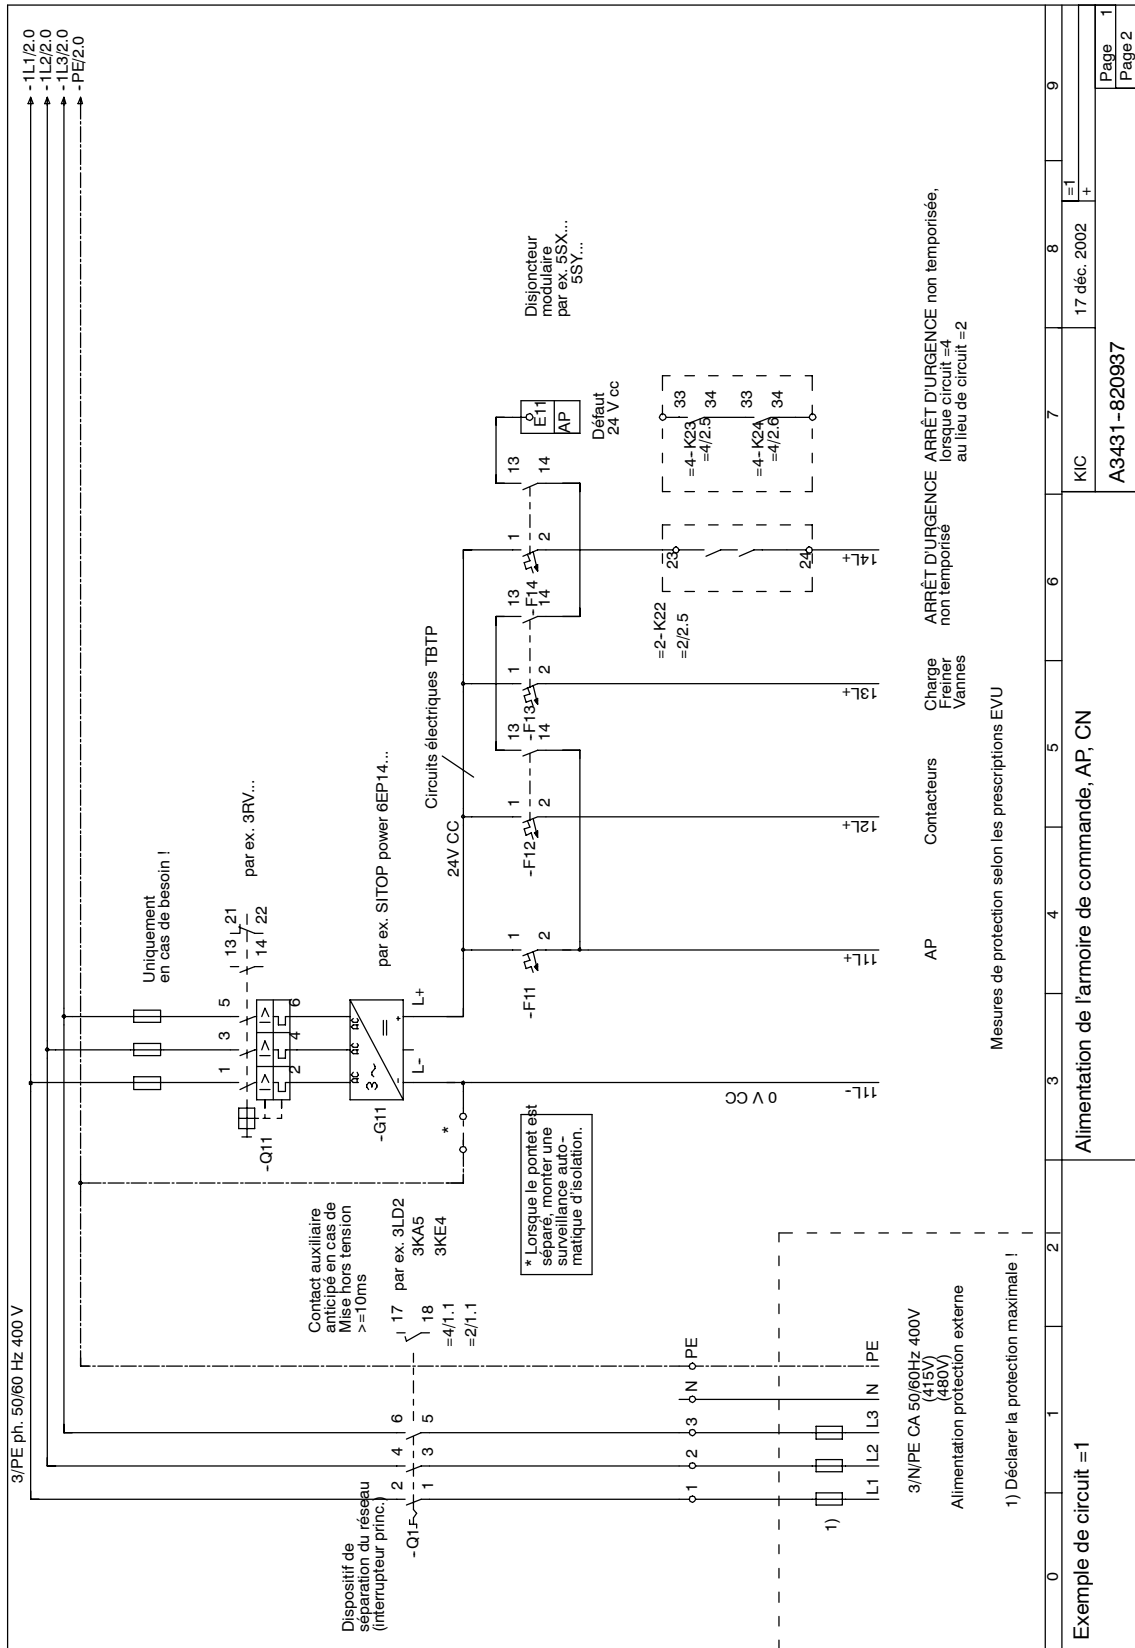 3/PE ph. 50/60 Hz 400 V
-1L1/2.0
-1L2/2.0
-1L3/2.0
-PE/2.0
Uniquement
en cas de besoin !
par ex. 3RV...
13 21
14 22
1 3 5
2 4 6
-Q11
AC AC AC
3 ~ =
- +
-G11
L- L+
par ex. SITOP power 6EP14...
*
Contact auxiliaire
anticipé en cas de
Mise hors tension
>=10ms
par ex. 3LD2
3KA5
3KE4
17
18
=4/1.1
=2/1.1
Dispositif de
séparation du réseau
(interrupteur princ.)
-Q1
2 4 6
1 3 5
* Lorsque le pontet est
séparé, monter une
surveillance auto-
matique d'isolation.
24V CC
Circuits électriques TBTP
-F11
1
2
-F12
1
2
13
14
-F13
1
2
13
14
-F14
1
2
13
14
E11
AP
Défaut
24 V cc
Disjoncteur
modulaire
par ex. 5SX...
5SY...
=2-K22
=2/2.5
23
24
=4-K23
=4/2.5
33
34
=4-K24
=4/2.6
33
34
1 2 3 N PE
0 V CC
11L-
11L+
12L+
13L+
14L+
1)
L1 L2 L3 N PE
3/N/PE CA 50/60Hz 400V
(415V)
(480V)
Alimentation protection externe
1) Déclarer la protection maximale !
AP
Contacteurs
Charge
Freiner
Vannes
ARRÊT D'URGENCE
non temporisé
ARRÊT D'URGENCE non temporisée,
lorsque circuit =4
au lieu de circuit =2
Mesures de protection selon les prescriptions EVU
0 1 2 3 4 5 6 7 8 9
Exemple de circuit =1
Alimentation de l'armoire de commande, AP, CN
KIC
17 déc. 2002
=1
+
A3431-820937
Page 1
Page 2